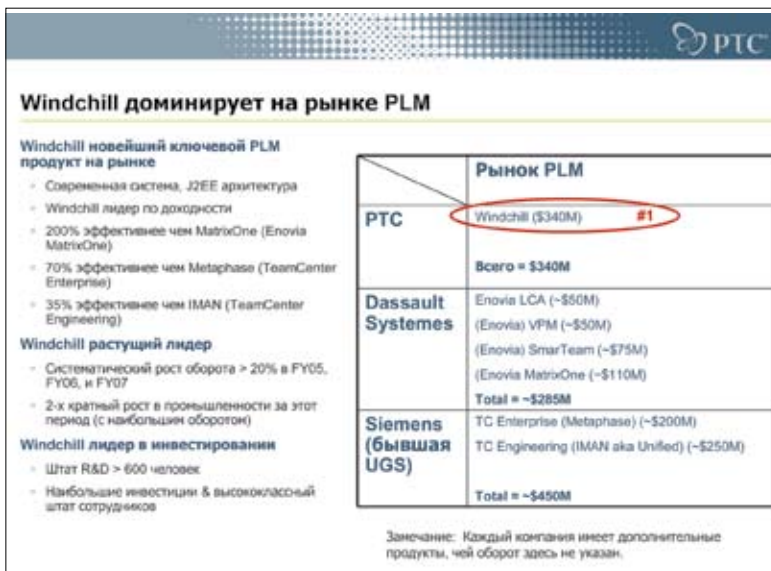 PTC
Windchill доминирует на рынке PLM
Windchill новейший ключевой PLM
продукт на рынке
Современная система, J2EE архитектура
Windchill лидер по доходности
200% эффективнее чем MatrixOne (Enovia
MatrixOne)
70% эффективнее чем Metaphase (TeamCenter
Enterprise)
35% эффективнее чем IMAN (TeamCenter
Engineering)
Windchill растущий лидер
Систематический рост оборота > 20% в FY05,
FY06, и FY07
2-х кратный рост в промышленности за этот
период (с наибольшим оборотом)
Windchill лидер в инвестировании
Штат R&D > 600 человек
Наибольшие инвестиции & высококлассный
штат сотрудников
Рынок PLM
PTC
Windchill ($340M) #1
Всего = $340M
Dassault
Systemes
Enovia LCA (~$50M)
(Enovia) VPM (~$50M)
(Enovia) SmarTeam (~$75M)
(Enovia MatrixOne (~$110M)
Total = ~$285M
Siemens
(бывшая
UGS)
TC Enterprise (Metaphase) (~$200M)
TC Engineering (IMAN aka Unified) (~$250M)
Total = ~$450M
Замечание: Каждый компания имеет дополнительные
продукты, чей оборот здесь не указан.